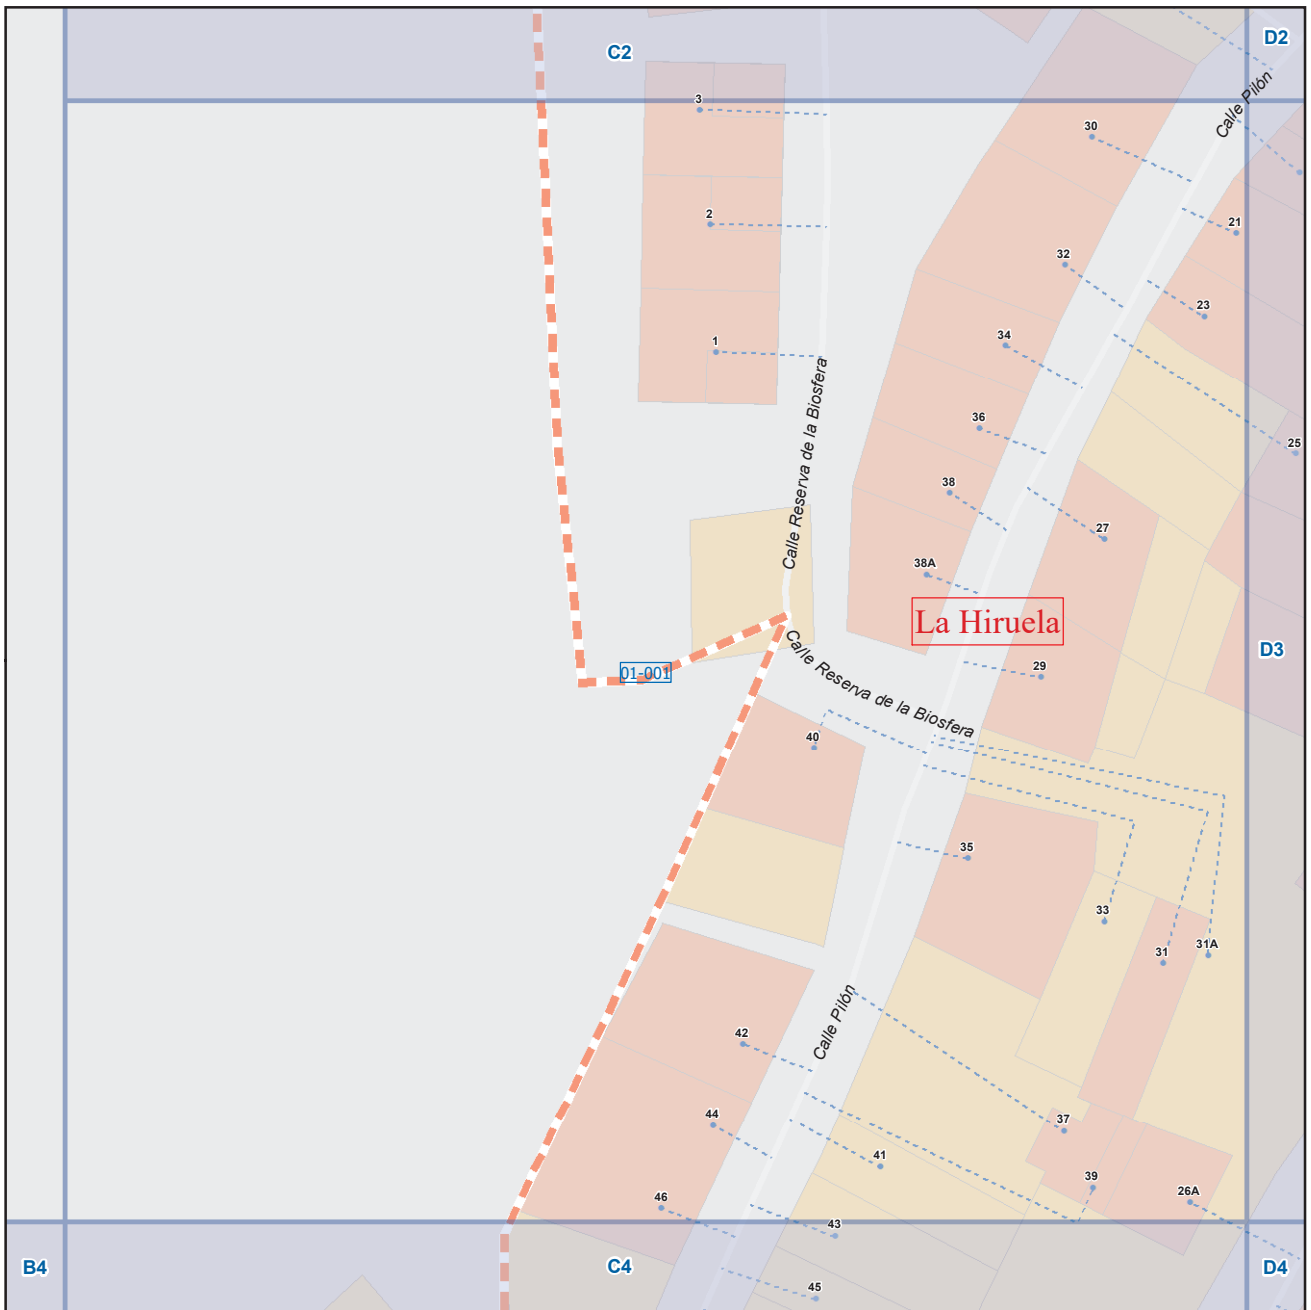 C2
D2
Calle Pilón
3
30
2
21
32
23
34
1
Calle Reserva de la Biosfera
36
25
38
27
38A
La Hiruela
D3
01-001
29
Calle Reserva de la Biosfera
40
35
33
31
31A
Calle Pilón
42
44
37
41
39
26A
46
43
B4
C4
D4
45